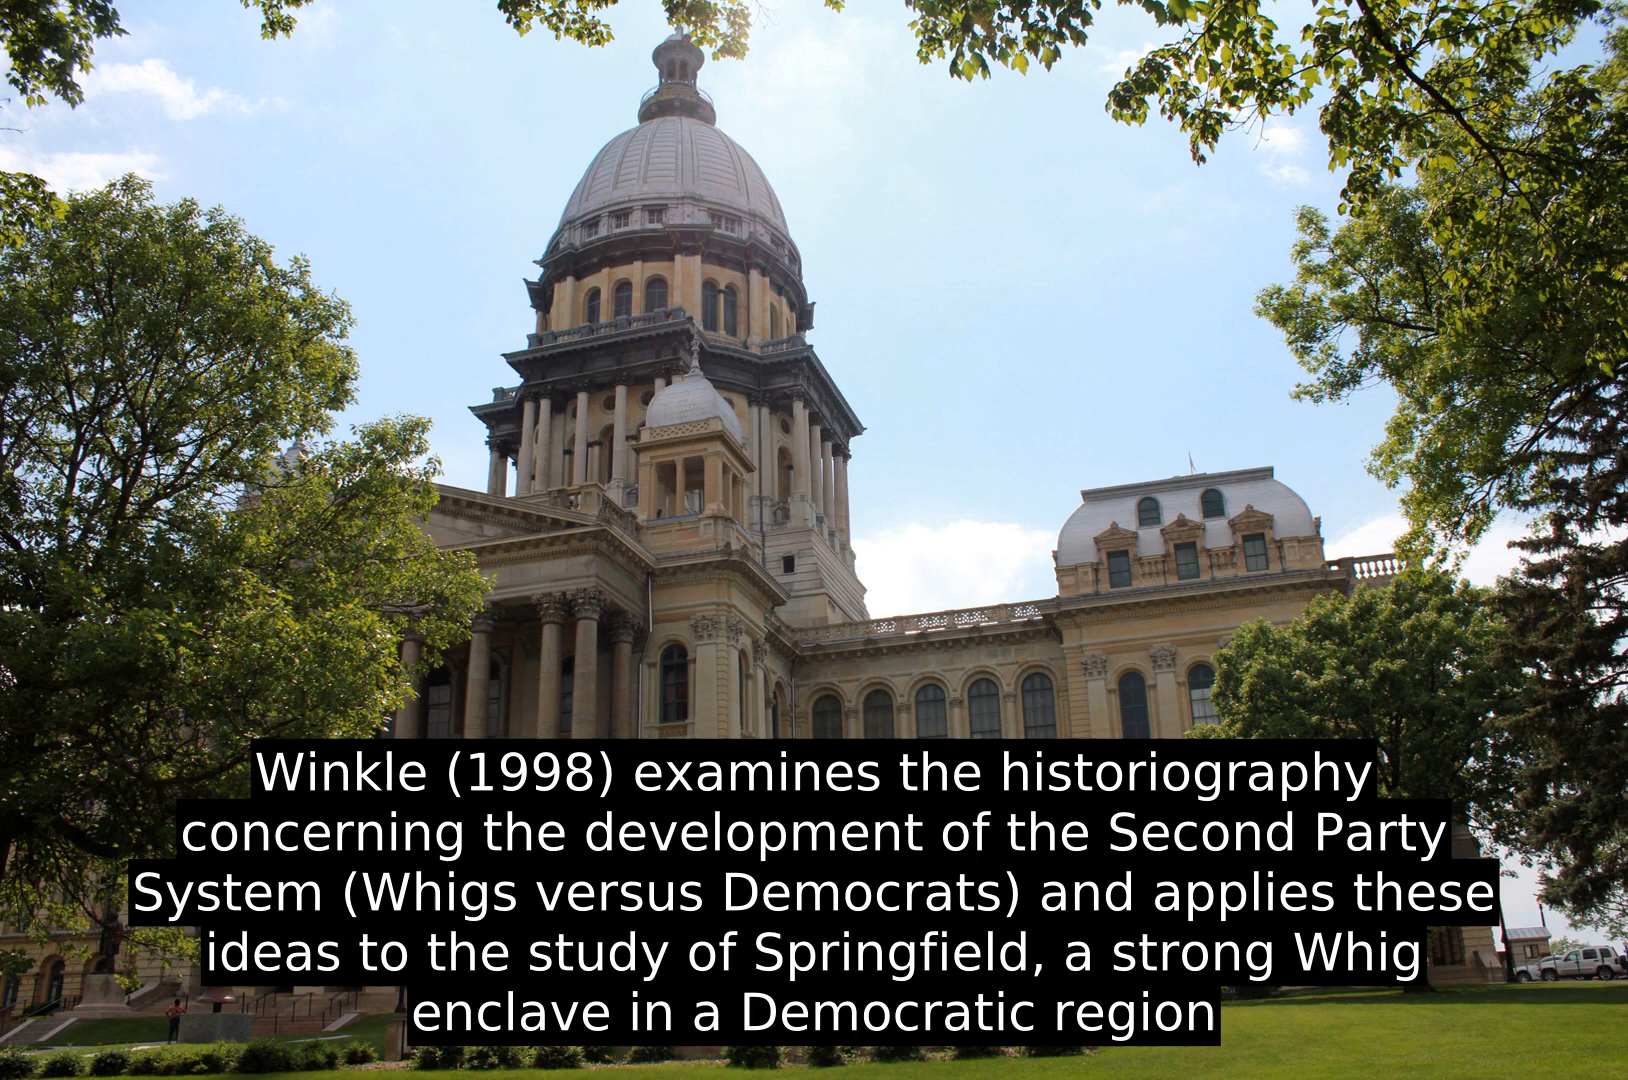 Winkle (1998) examines the historiography
concerning the development of the Second Party
System (Whigs versus Democrats) and applies these
ideas to the study of Springfield, a strong Whig
enclave in a Democratic region